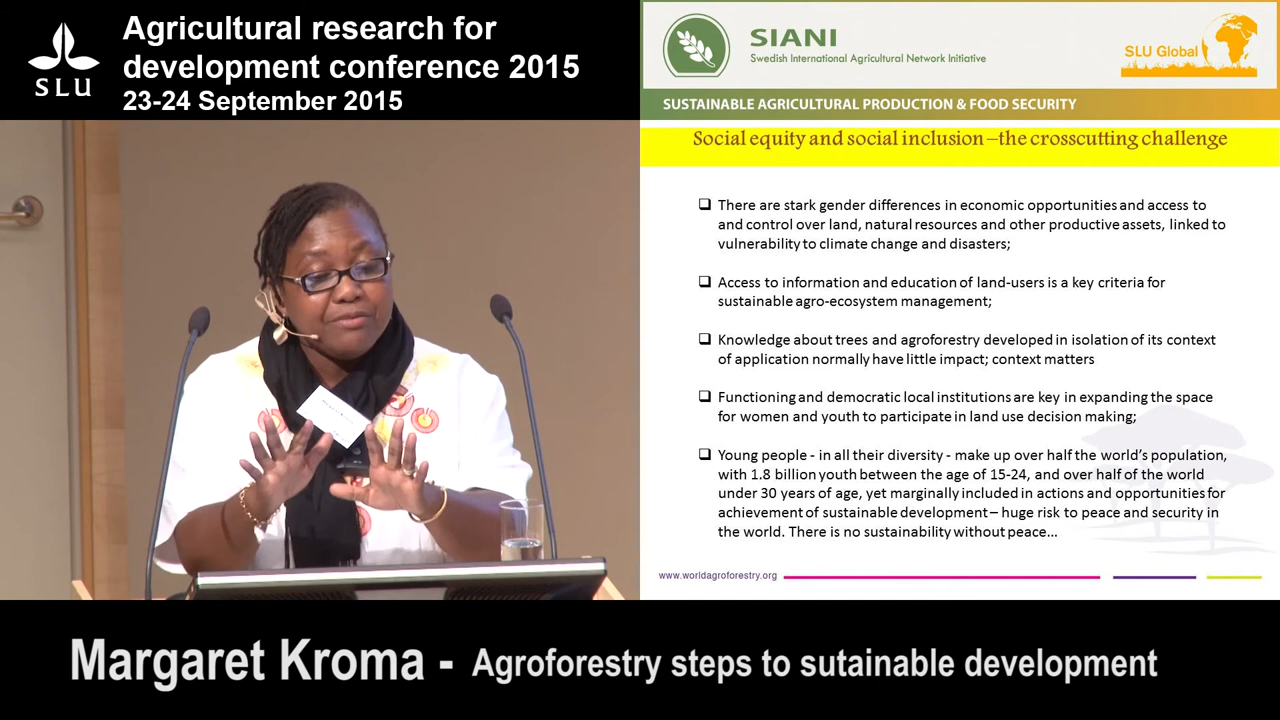 SLU
Agricultural research for
development conference 2015
23-24 September 2015
SIANI
Swedish International Agricultural Network Initiative
SLU Global
SUSTAINABLE AGRICULTURAL PRODUCTION & FOOD SECURITY
Social equity and social inclusion –the crosscutting challenge
There are stark gender differences in economic opportunities and access to
and control over land, natural resources and other productive assets, linked to
vulnerability to climate change and disasters;
Access to information and education of land-users is a key criteria for
sustainable agro-ecosystem management;
Knowledge about trees and agroforestry developed in isolation of its context
of application normally have little impact; context matters
Functioning and democratic local institutions are key in expanding the space
for women and youth to participate in land use decision making;
Young people - in all their diversity - make up over half the world's population,
with 1.8 billion youth between the age of 15-24, and over half of the world
under 30 years of age, yet marginally included in actions and opportunities for
achievement of sustainable development – huge risk to peace and security in
the world. There is no sustainability without peace...
www.worldagroforestry.org
Margaret Kroma - Agroforestry steps to sutainable development